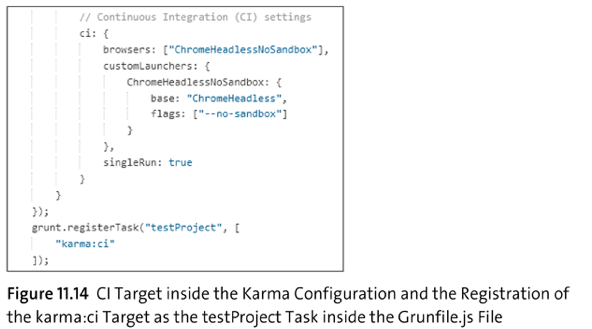 // Continuous Integration (CI) settings
ci: {
browsers: ["ChromeHeadlessNoSandbox"],
customLaunchers: {
ChromeHeadlessNoSandbox: {
base: "ChromeHeadless",
flags: ["--no-sandbox"]
}
},
singleRun: true
}
}
});
grunt.registerTask("testProject", [
"karma:ci"
]);
Figure 11.14 CI Target inside the Karma Configuration and the Registration of
the karma:ci Target as the testProject Task inside the Grunfile.js File